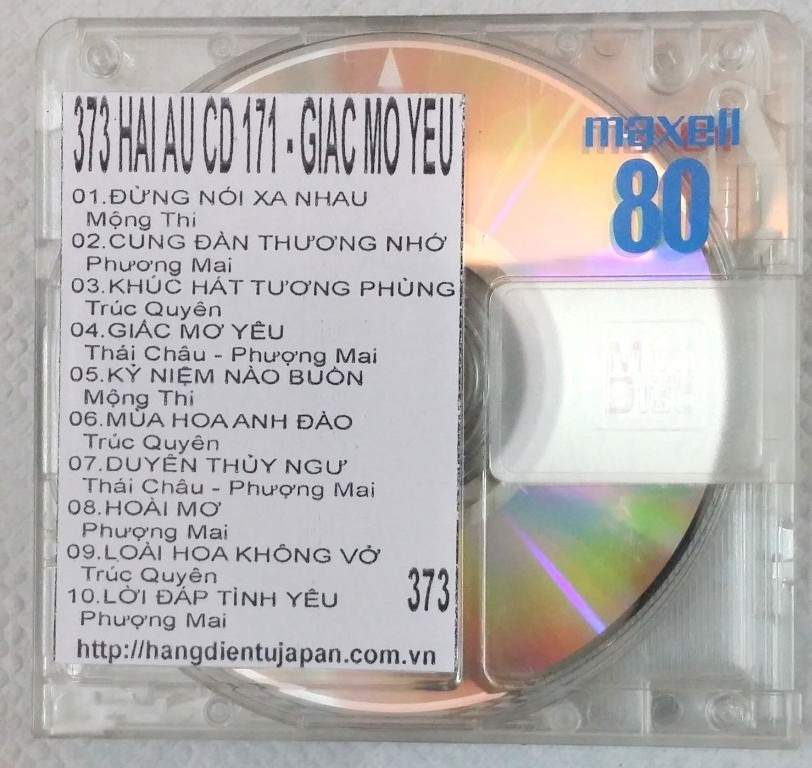 373 HAI AU CD 171 - GIAC MO YEU
01.ĐỪNG NÓI XA NHAU
Mộng Thi
02.CUNG ĐÀN THƯƠNG NHỚ
Phương Mai
03.KHÚC HÁT TƯƠNG PHÙNG
Trúc Quyên
04.GIẤC MƠ YÊU
Thái Châu - Phượng Mai
05.KỶ NIỆM NÀO BUỒN
Mộng Thi
06.MÙA HOA ANH ĐÀO
Trúc Quyên
07.DUYÊN THỦY NGƯ
Thái Châu - Phượng Mai
08.HOÀI MƠ
Phượng Mai
09.LOÀI HOA KHÔNG VỠ
Trúc Quyên
10.LỜI ĐÁP TÌNH YÊU
Phượng Mai
373
http://hangdientujapan.com.vn
maxell
80